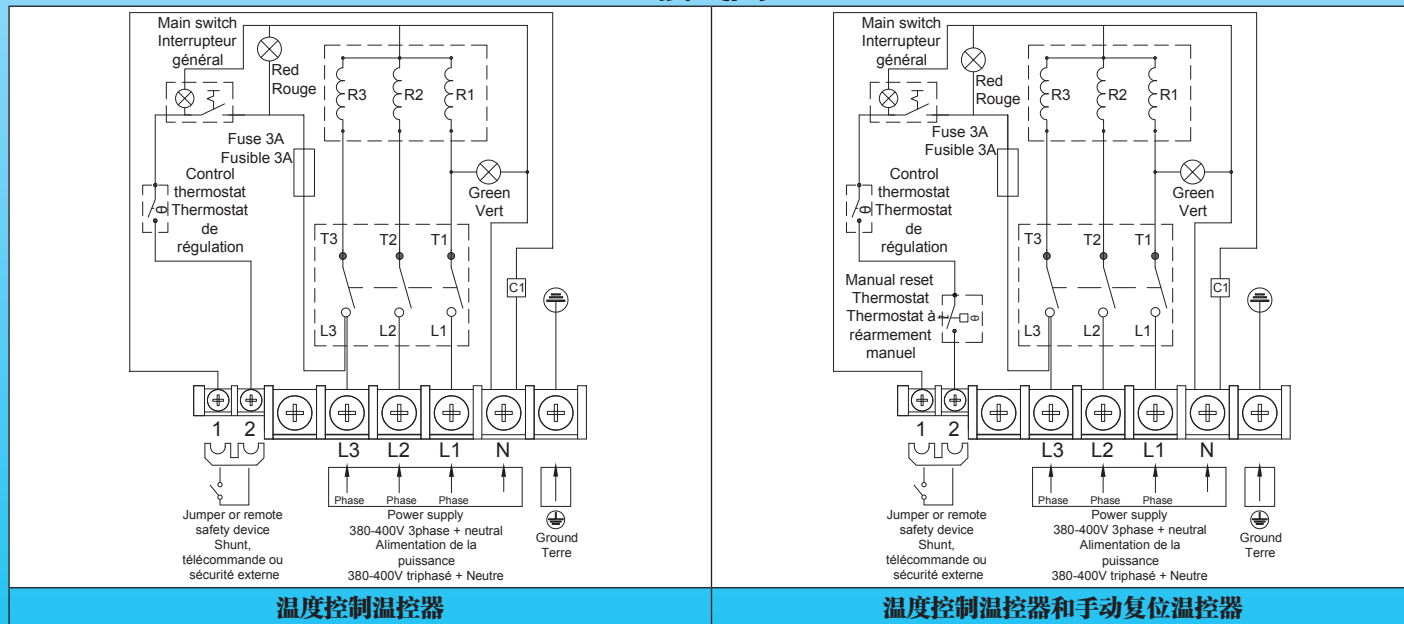 Main switch
Interrupteur
général
Red
Rouge
R3
R2
R1
Fuse 3A
Fusible 3A
Control
thermostat
Thermostat
de
régulation
θ
Green
Vert
T3
T2
T1
C1
L3
L2
L1
1
2
L3
L2
L1
N
Phase
Phase
Phase
Jumper or remote
safety device
Shunt,
télécommande ou
sécurité externe
Power supply
380-400V 3phase + neutral
Alimentation de la
puissance
380-400V triphasé + Neutre
Ground
Terre
温度控制温控器
Main switch
Interrupteur
général
Red
Rouge
R3
R2
R1
Fuse 3A
Fusible 3A
Control
thermostat
Thermostat
de
régulation
θ
Green
Vert
T3
T2
T1
Manual reset
Thermostat
Thermostat à
réarmement
manuel
θ
C1
L3
L2
L1
1
2
L3
L2
L1
N
Phase
Phase
Phase
Jumper or remote
safety device
Shunt,
télécommande ou
sécurité externe
Power supply
380-400V 3phase + neutral
Alimentation de la
puissance
380-400V triphasé + Neutre
Ground
Terre
温度控制温控器和手动复位温控器